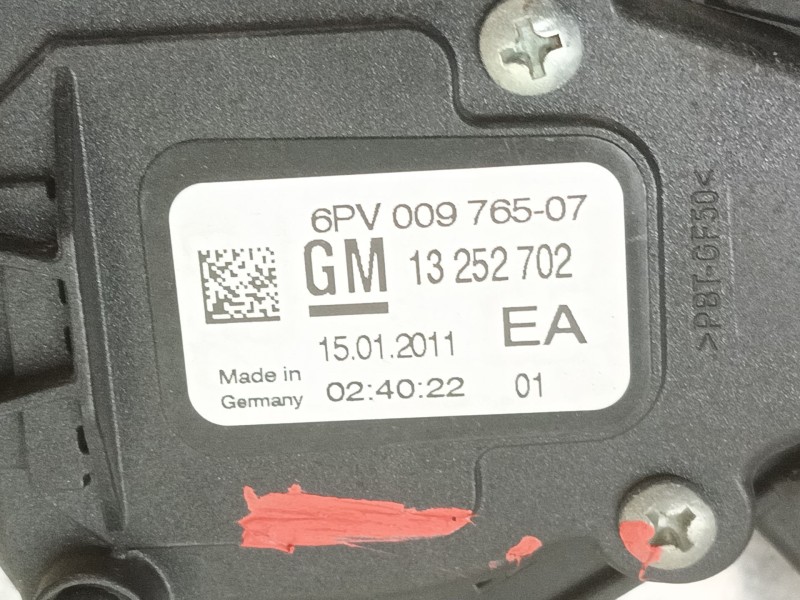 6PV 009 765-07
GM 13 252 702
15.01.2011 EA
Made in
Germany 02:40:22 01
>PBT-GF50<